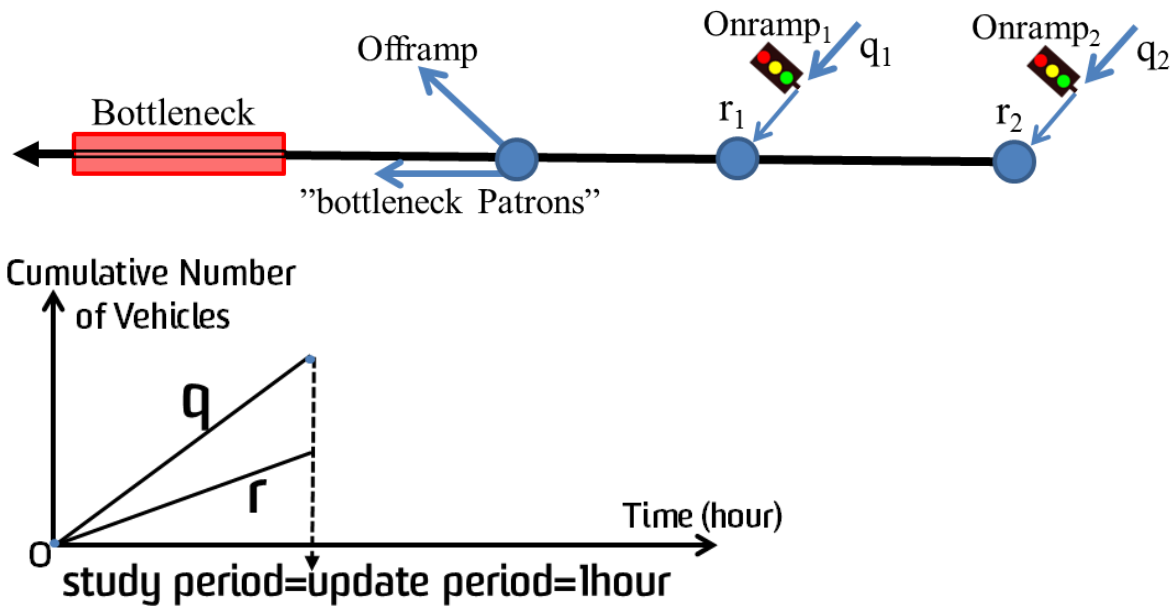 Onramp1
Onramp2
q1
q2
Offramp
Bottleneck
r1
r2
”bottleneck Patrons”
Cumulative Number
of Vehicles
q
r
Time (hour)
0
study period=update period=1hour